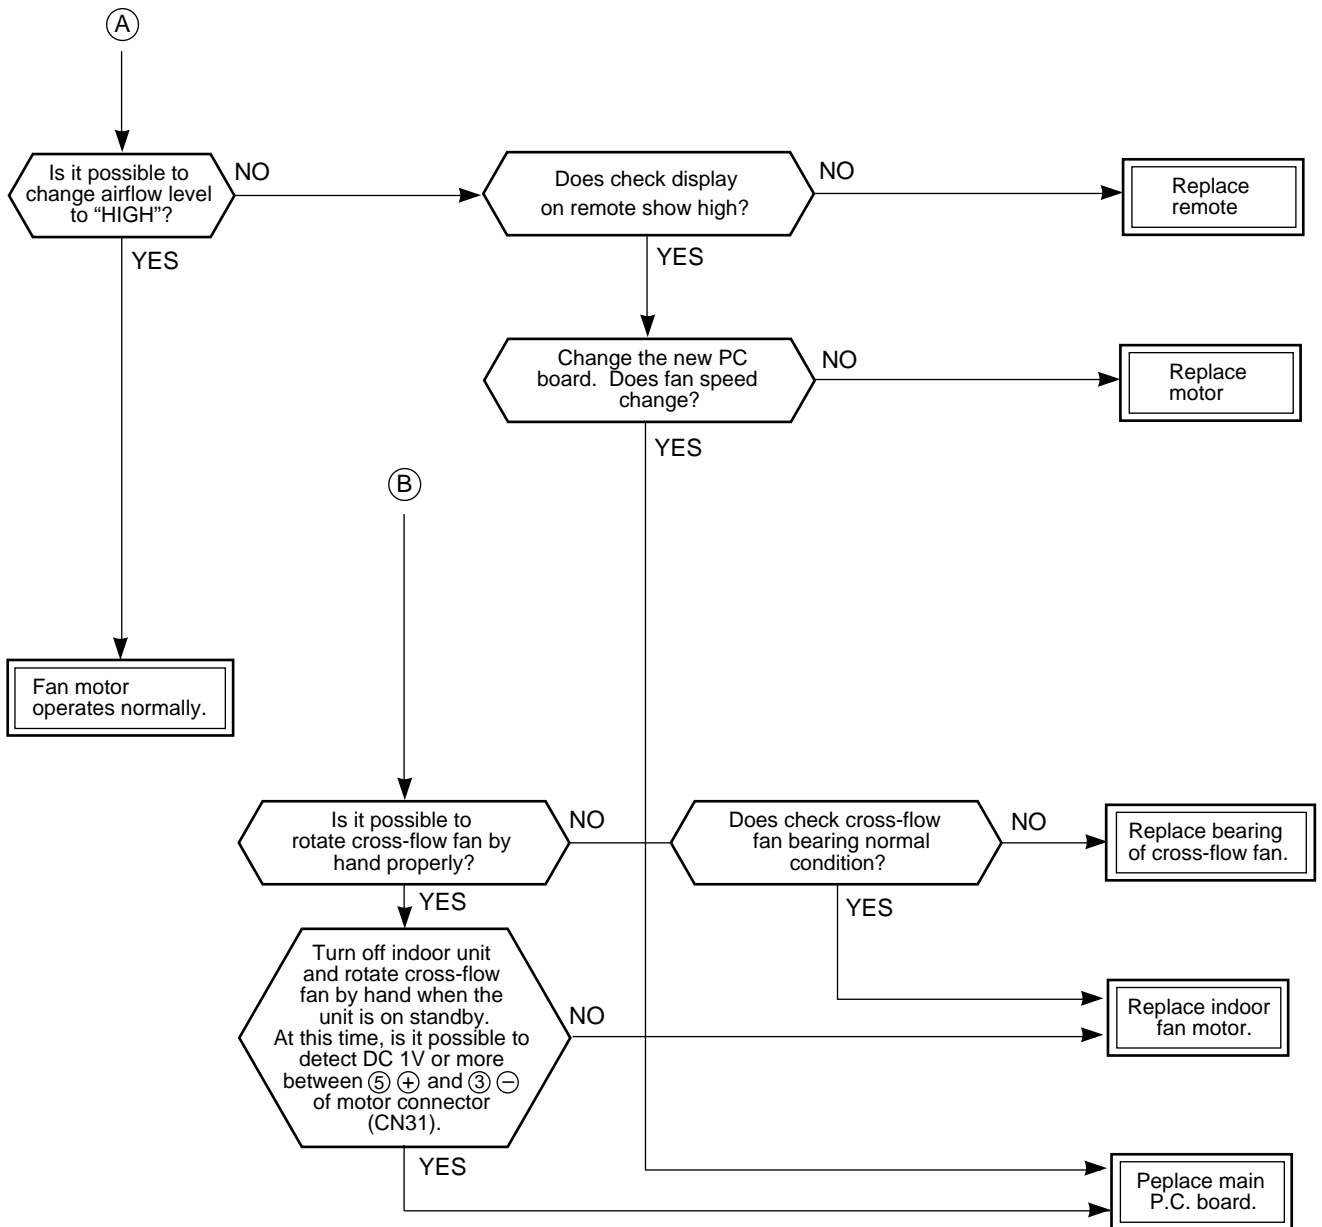 A
Is it possible to
change airflow level
to “HIGH”?
NO
YES
Does check display
on remote show high?
NO
YES
Replace
remote
Change the new PC
board. Does fan speed
change?
NO
YES
Replace
motor
B
Fan motor
operates normally.
Is it possible to
rotate cross-flow fan by
hand properly?
NO
YES
Does check cross-flow
fan bearing normal
condition?
NO
YES
Replace bearing
of cross-flow fan.
Turn off indoor unit
and rotate cross-flow
fan by hand when the
unit is on standby.
At this time, is it possible to
detect DC 1V or more
between ⑤ ⊕ and ③ ⊖
of motor connector
(CN31).
NO
YES
Replace indoor
fan motor.
Peplace main
P.C. board.